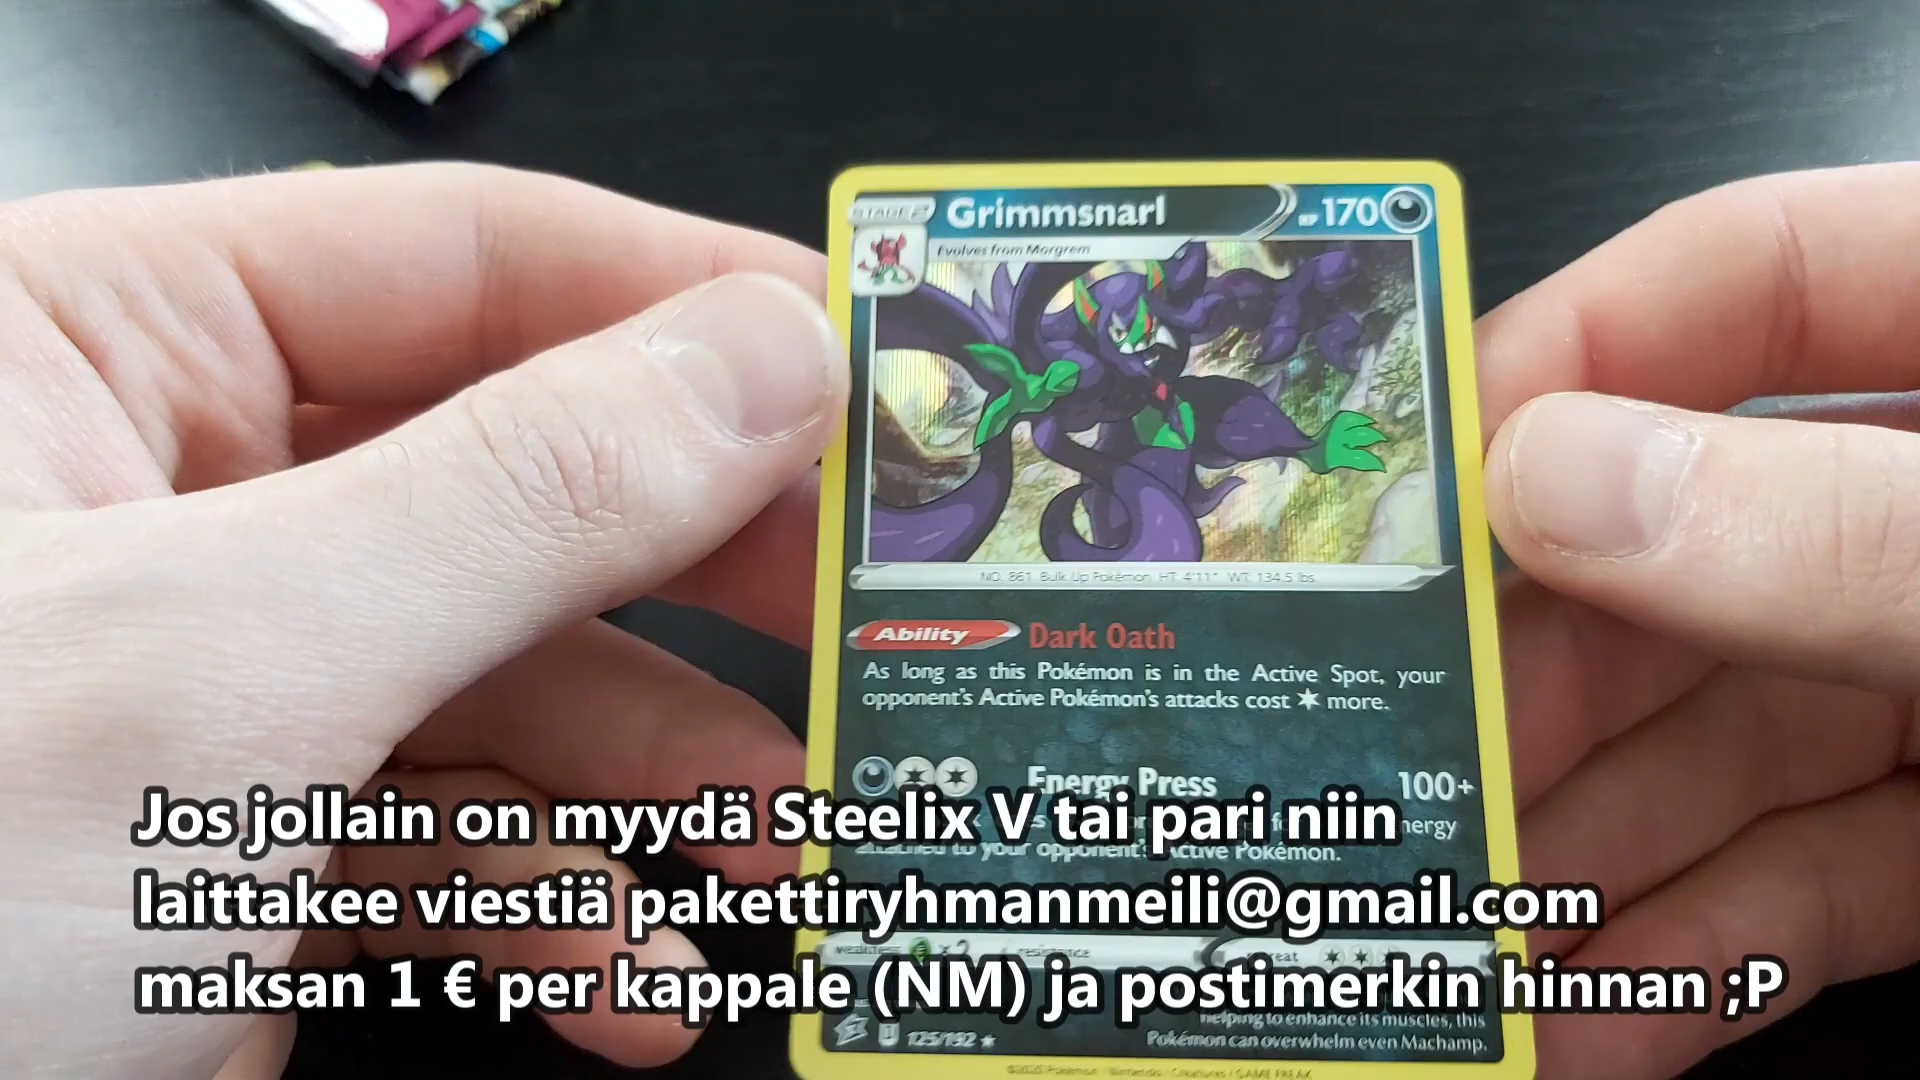 STAGE 2
Grimmsnarl
HP 170
Evolves from Morgrem
NO. 861 Bulk Up Pokémon HT: 4'11" WT: 134.5 lbs.
Ability Dark Oath
As long as this Pokémon is in the Active Spot, your
opponent's Active Pokémon's attacks cost more.
Energy Press 100+
attached to your opponent's Active Pokémon.
Jos jollain on myydä Steelix V tai pari niin
laittakee viestiä pakettiryhmanmeili@gmail.com
maksan 1 € per kappale (NM) ja postimerkin hinnan ;P
weakness x2 resistance
helping to enhance its muscles, this
125/192 Pokémon can overwhelm even Machamp.
©2020 Pokémon / Nintendo / Creatures / GAME FREAK